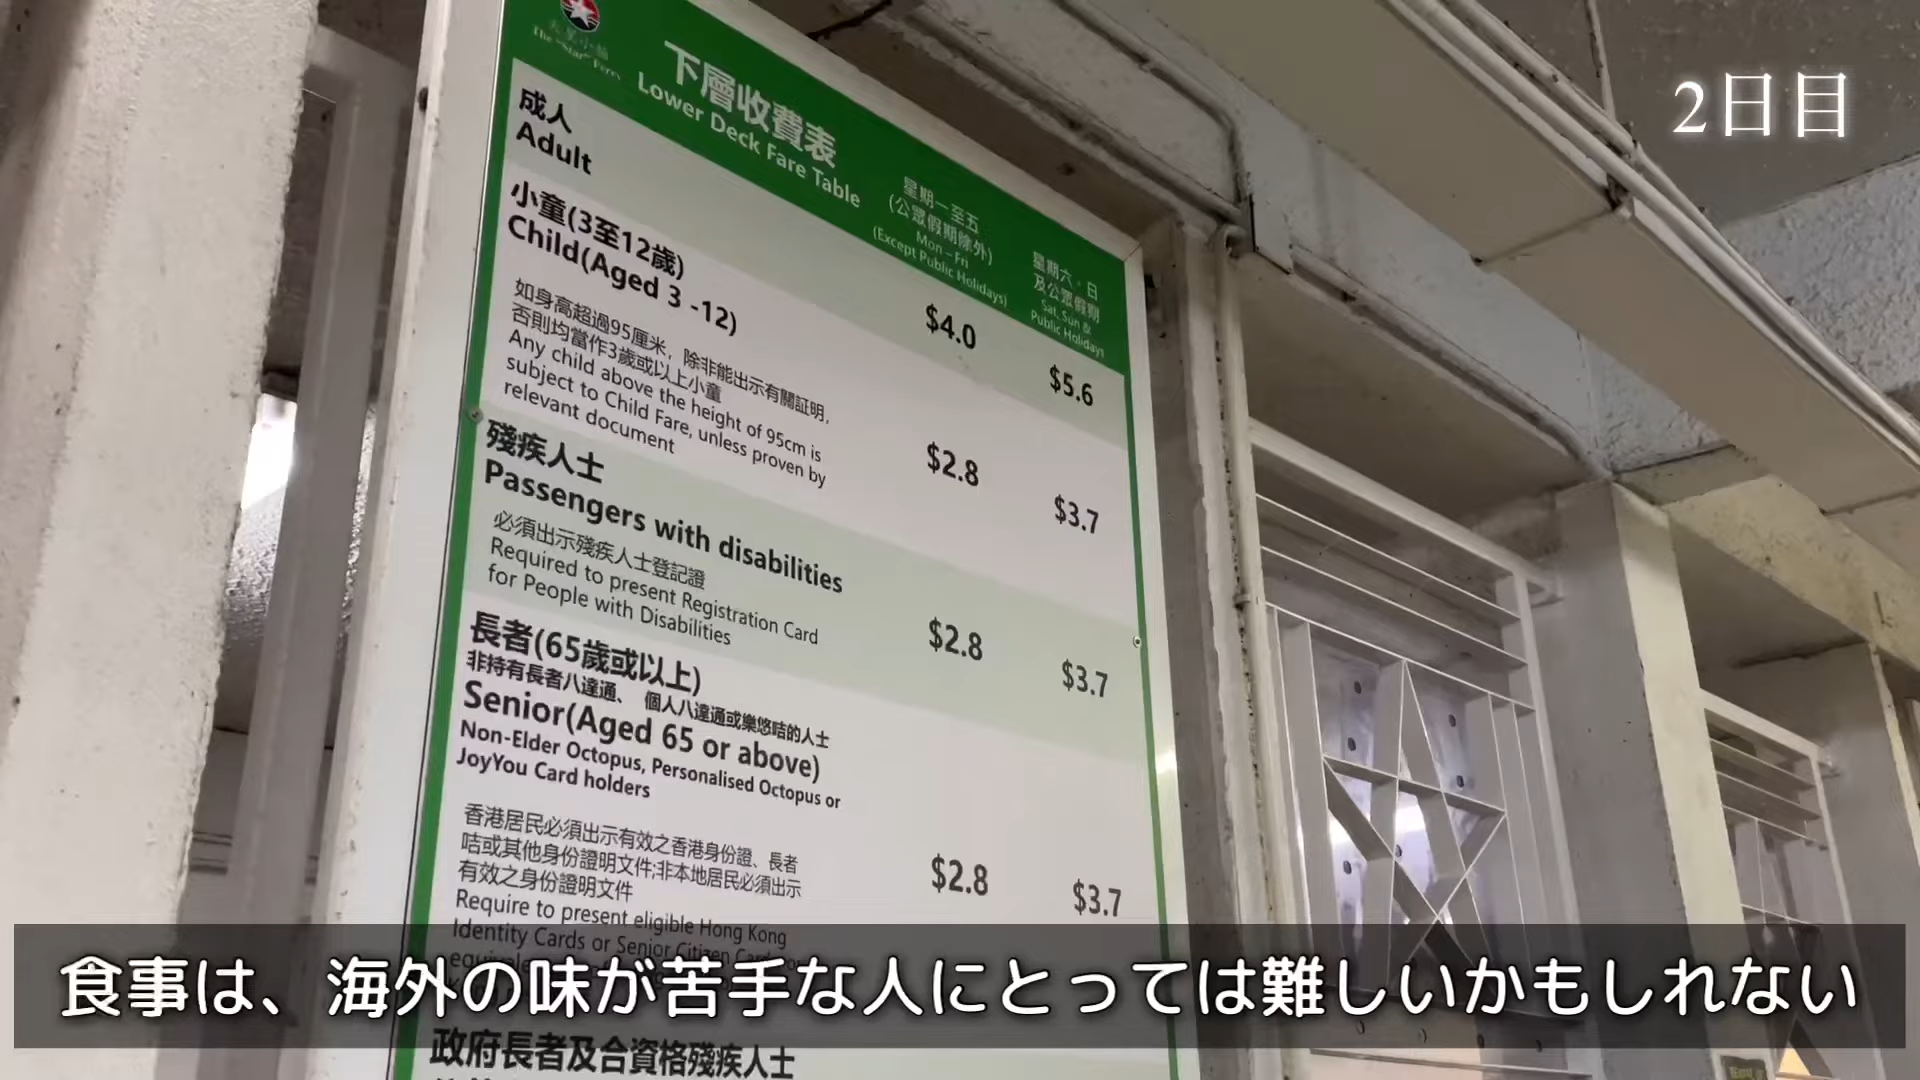 2日目
天星小輪
The "Star" Ferry
下層收費表
Lower Deck Fare Table
星期一至五
(公眾假期除外)
Mon - Fri
(Except Public Holidays)
星期六、日
及公眾假期
Sat, Sun &
Public Holidays
成人
Adult
$4.0
$5.6
小童(3至12歲)
Child(Aged 3 -12)
如身高超過95厘米，除非能出示有關証明，
否則均當作3歲或以上小童
Any child above the height of 95cm is
subject to Child Fare, unless proven by
relevant document
$2.8
$3.7
殘疾人士
Passengers with disabilities
必須出示殘疾人士登記證
Required to present Registration Card
for People with Disabilities
$2.8
$3.7
長者(65歲或以上)
非持有長者八達通、個人八達通或樂悠咭的人士
Senior(Aged 65 or above)
Non-Elder Octopus, Personalised Octopus or
JoyYou Card holders
香港居民必須出示有效之香港身份證、長者
咭或其他身份證明文件;非本地居民必須出示
有效之身份證明文件
Require to present eligible Hong Kong
Identity Cards or Senior Citizen Card or
$2.8
$3.7
食事は、海外の味が苦手な人にとっては難しいかもしれない
政府長者及合資格殘疾人士